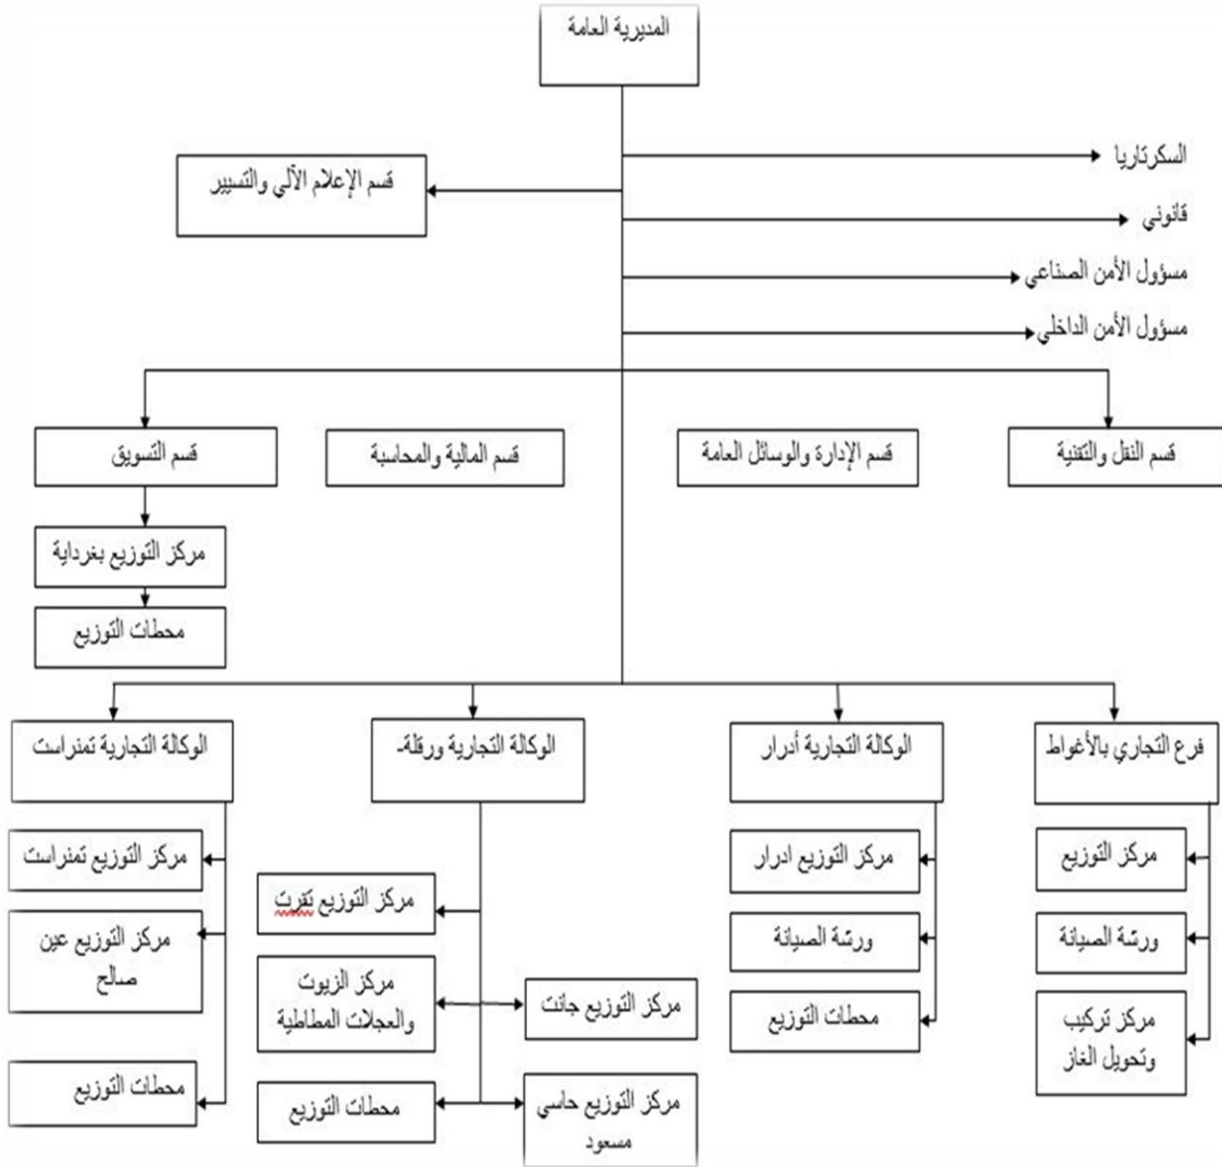 المديرية العامة
السكرتاريا
قسم الإعلام الآلي والتسيير
قانوني
مسؤول الأمن الصناعي
مسؤول الأمن الداخلي
قسم النقل والتقنية
قسم الإدارة والوسائل العامة
قسم المالية والمحاسبة
قسم التسويق
مركز التوزيع بغرداية
محطات التوزيع
فرع التجاري بالأغواط
الوكالة التجارية أدرار
الوكالة التجارية ورقلة-
الوكالة التجارية تمنراست
مركز التوزيع
ورشة الصيانة
مركز تركيب
وتحويل الغاز
مركز التوزيع ادرار
ورشة الصيانة
محطات التوزيع
مركز التوزيع تقرت
مركز التوزيع جانت
مركز الزيوت
والعجلات المطاطية
مركز التوزيع حاسي
مسعود
محطات التوزيع
مركز التوزيع تمنراست
مركز التوزيع عين
صالح
محطات التوزيع